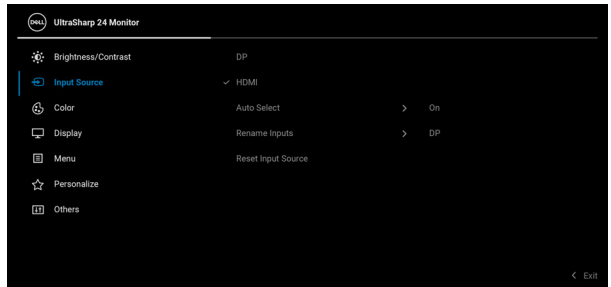 DELL UltraSharp 24 Monitor
Brightness/Contrast DP
Input Source ✓ HDMI
Color Auto Select > On
Display Rename Inputs > DP
Menu Reset Input Source
Personalize
Others
< Exit